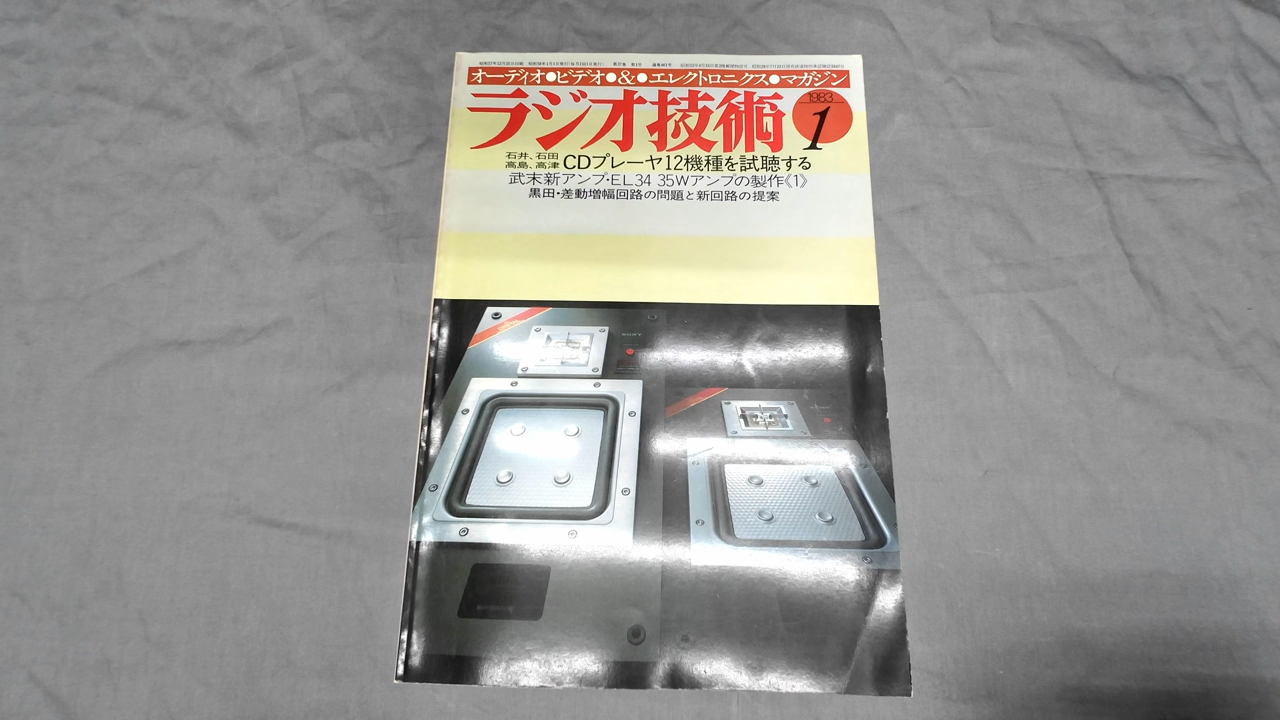 オーディオ●ビデオ●&●エレクトロニクス●マガジン
ラジオ技術
1983
1
石井、石田
高島、高津
CDプレーヤ12機種を試聴する
武末新アンプ・EL34 35Wアンプの製作《1》
黒田・差動増幅回路の問題と新回路の提案
SONY